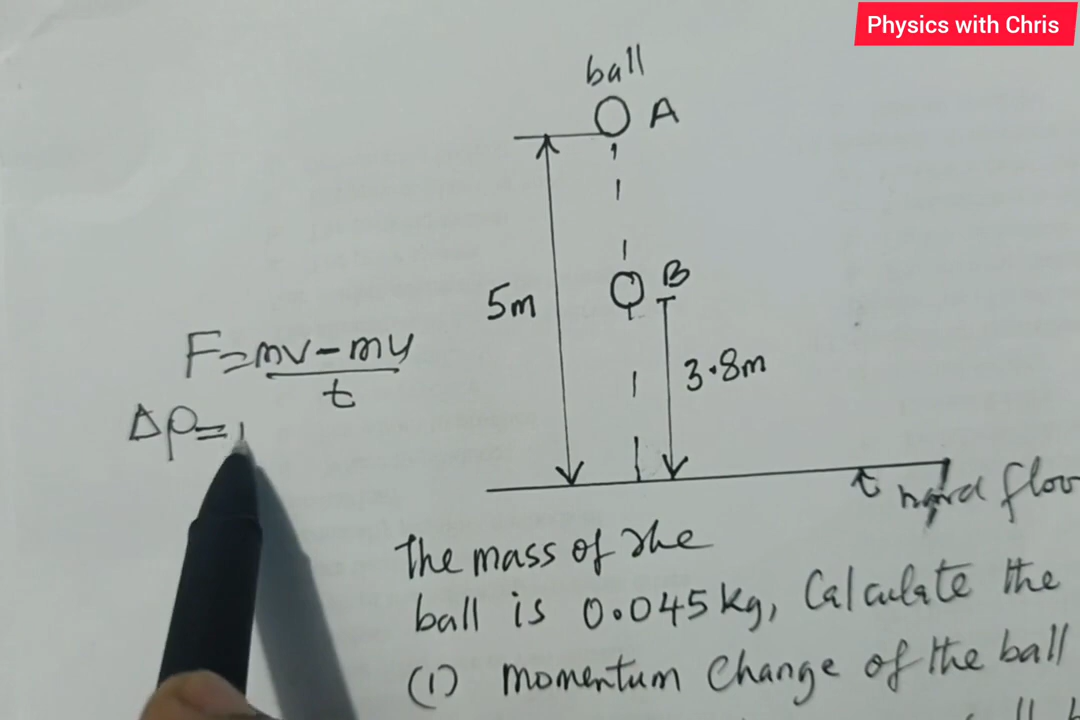 Physics with Chris
ball
A
B
5m
3.8m
F=mv-mu
t
Δp=
hard floo
The mass of the
ball is 0.045kg, Calculate the
(1) momentum Change of the ball